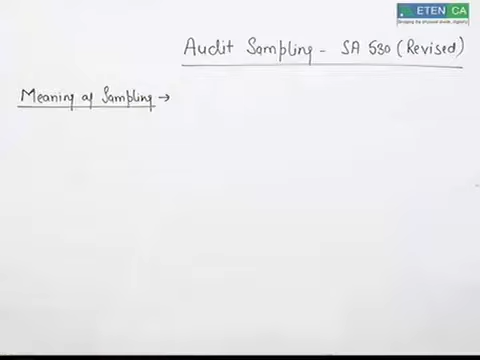 ETEN CA
Audit Sampling - SA 530 (Revised)
Meaning of Sampling →